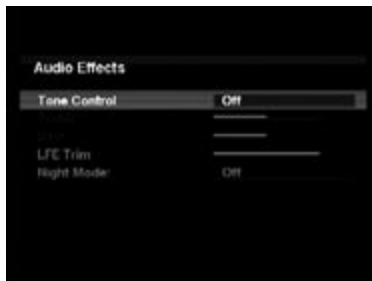 Audio Effects
Tone Control Off
LFE Trim
Night Mode: Off